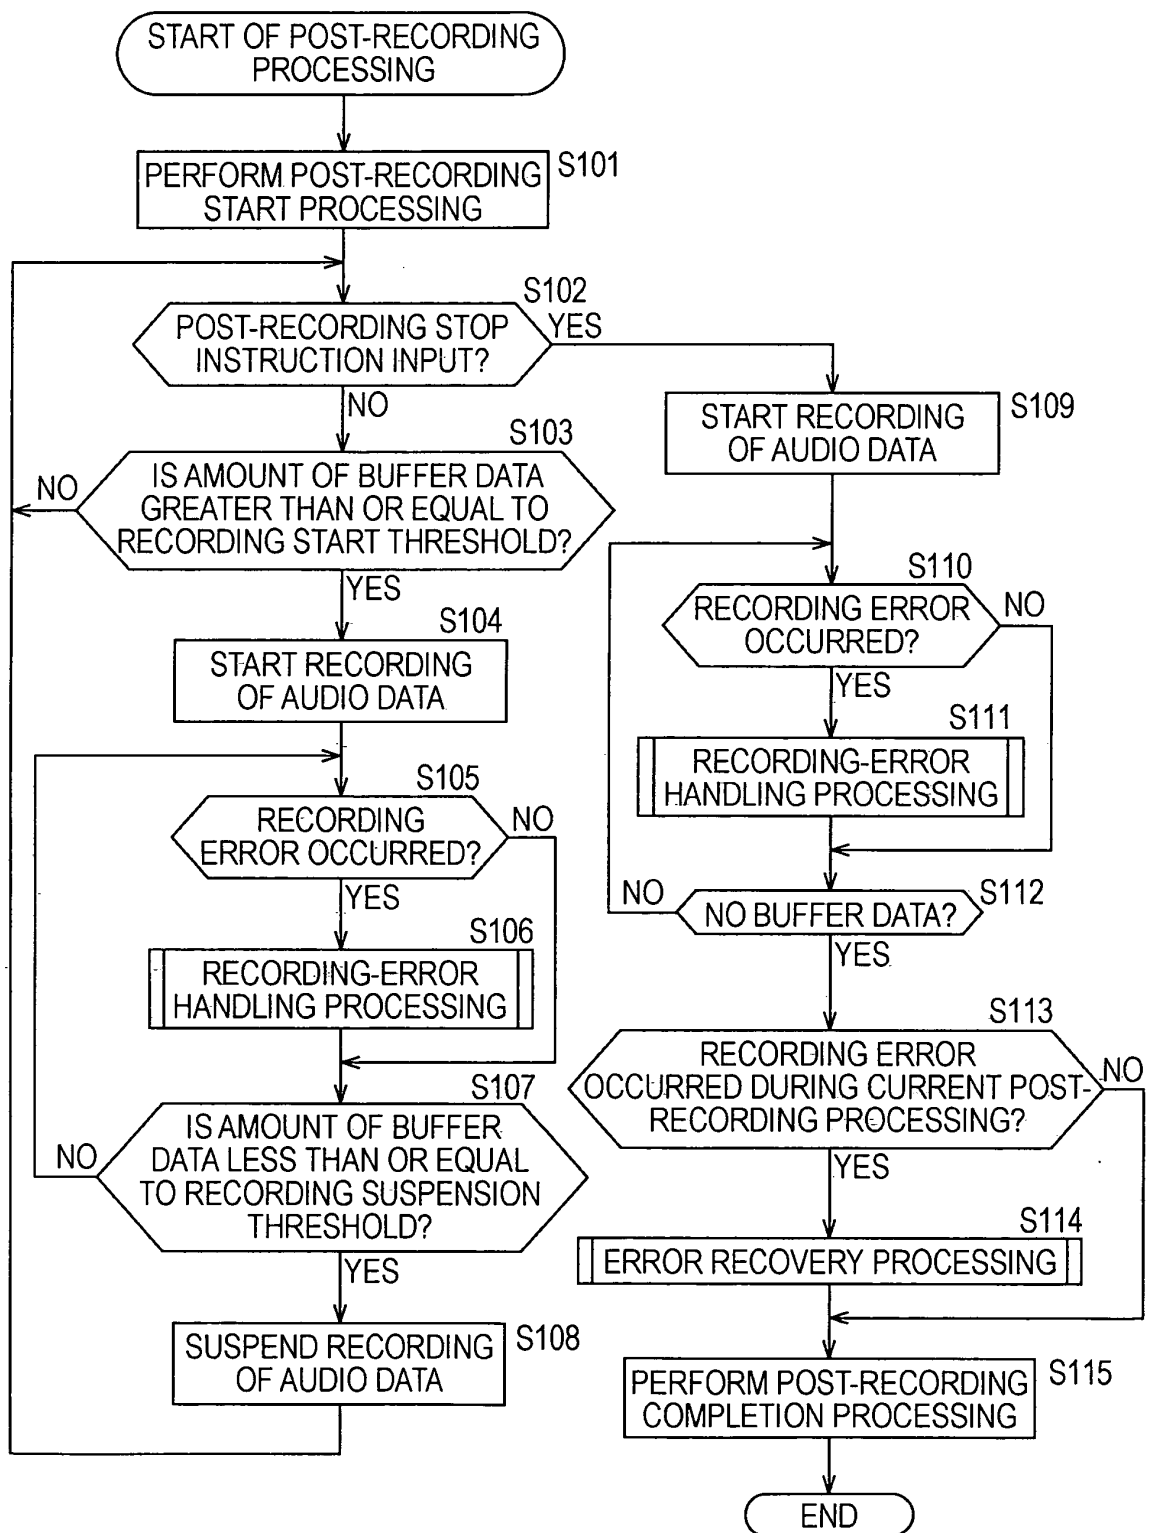 START OF POST-RECORDING
PROCESSING
PERFORM POST-RECORDING
START PROCESSING
S101
S102
POST-RECORDING STOP
INSTRUCTION INPUT?
YES
NO
S103
IS AMOUNT OF BUFFER DATA
GREATER THAN OR EQUAL TO
RECORDING START THRESHOLD?
NO
YES
S104
START RECORDING
OF AUDIO DATA
S105
RECORDING
ERROR OCCURRED?
NO
YES
S106
RECORDING-ERROR
HANDLING PROCESSING
S107
IS AMOUNT OF BUFFER
DATA LESS THAN OR EQUAL
TO RECORDING SUSPENSION
THRESHOLD?
NO
YES
SUSPEND RECORDING
OF AUDIO DATA
S108
START RECORDING
OF AUDIO DATA
S109
S110
RECORDING ERROR
OCCURRED?
NO
YES
S111
RECORDING-ERROR
HANDLING PROCESSING
NO
NO BUFFER DATA?
S112
YES
S113
RECORDING ERROR
OCCURRED DURING CURRENT POST-
RECORDING PROCESSING?
NO
YES
S114
ERROR RECOVERY PROCESSING
PERFORM POST-RECORDING
COMPLETION PROCESSING
S115
END